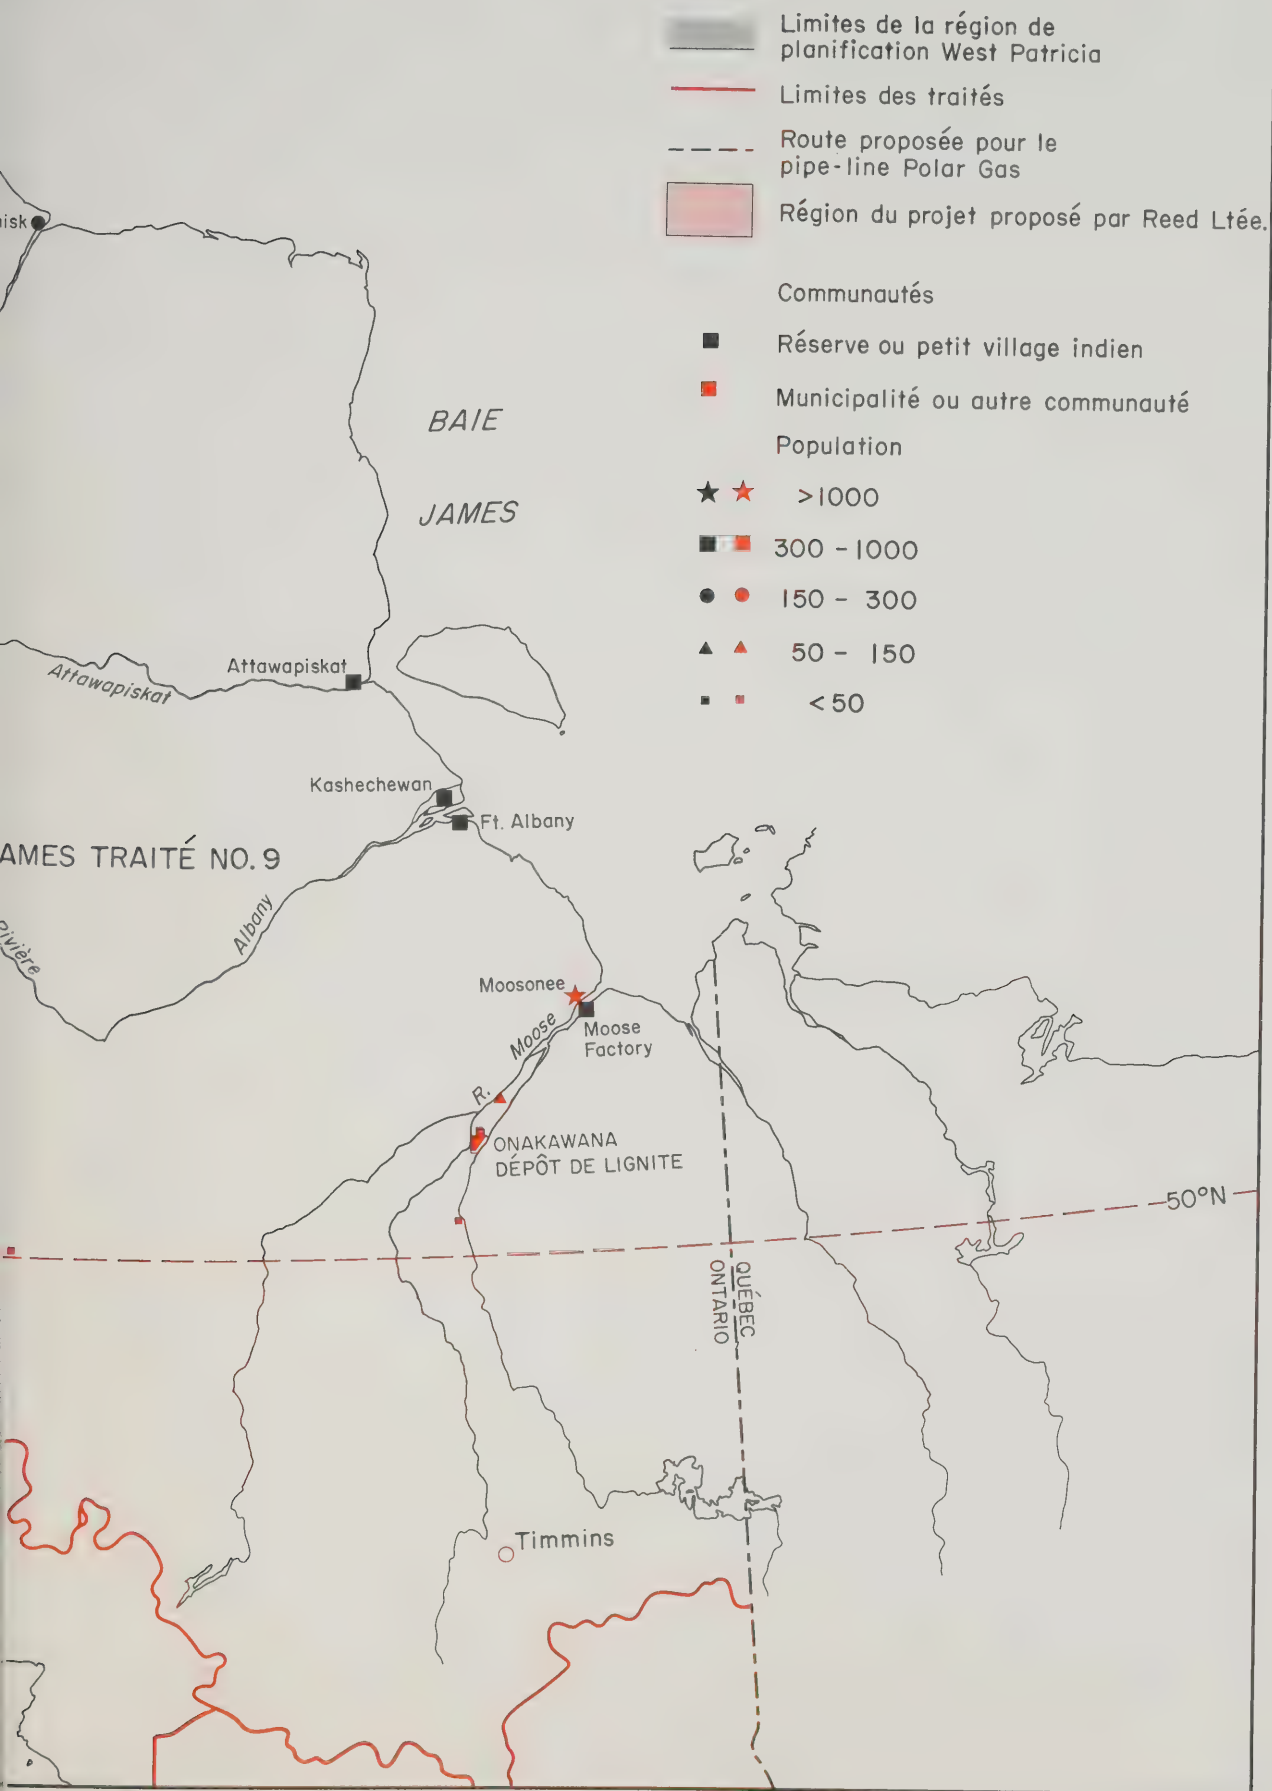 Limites de la région de
planification West Patricia
Limites des traités
Route proposée pour le
pipe-line Polar Gas
Région du projet proposé par Reed Ltée.
Communautés
Réserve ou petit village indien
Municipalité ou autre communauté
Population
>1000
300 - 1000
150 - 300
50 - 150
<50
isk
BAIE
JAMES
Attawapiskat
Attawapiskat
Kashechewan
Ft. Albany
AMES TRAITÉ NO. 9
Albany
Rivière
Moosonee
Moose
Factory
R. Moose
ONAKAWANA
DÉPÔT DE LIGNITE
50°N
QUÉBEC
ONTARIO
Timmins